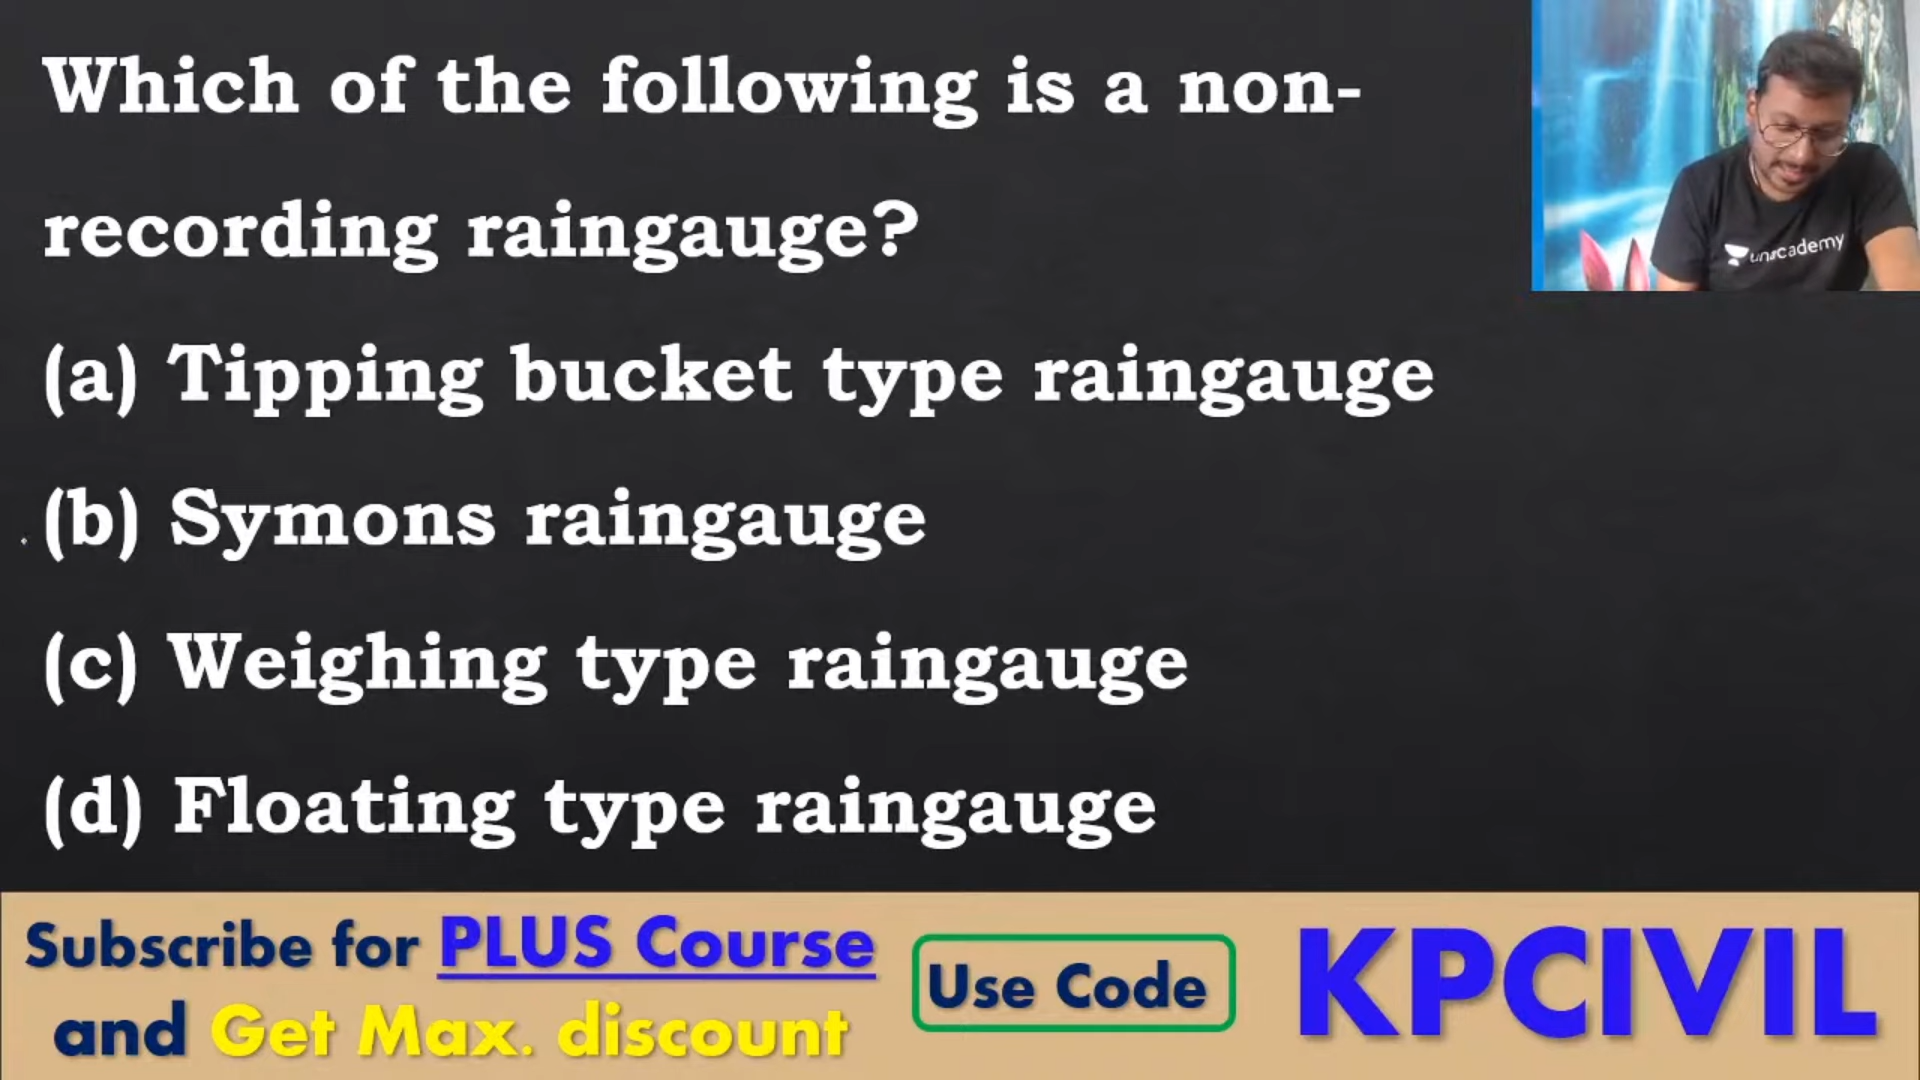 Which of the following is a non-
recording raingauge?
(a) Tipping bucket type raingauge
(b) Symons raingauge
(c) Weighing type raingauge
(d) Floating type raingauge
unacademy
Subscribe for PLUS Course
and Get Max. discount
Use Code
KPCIVIL